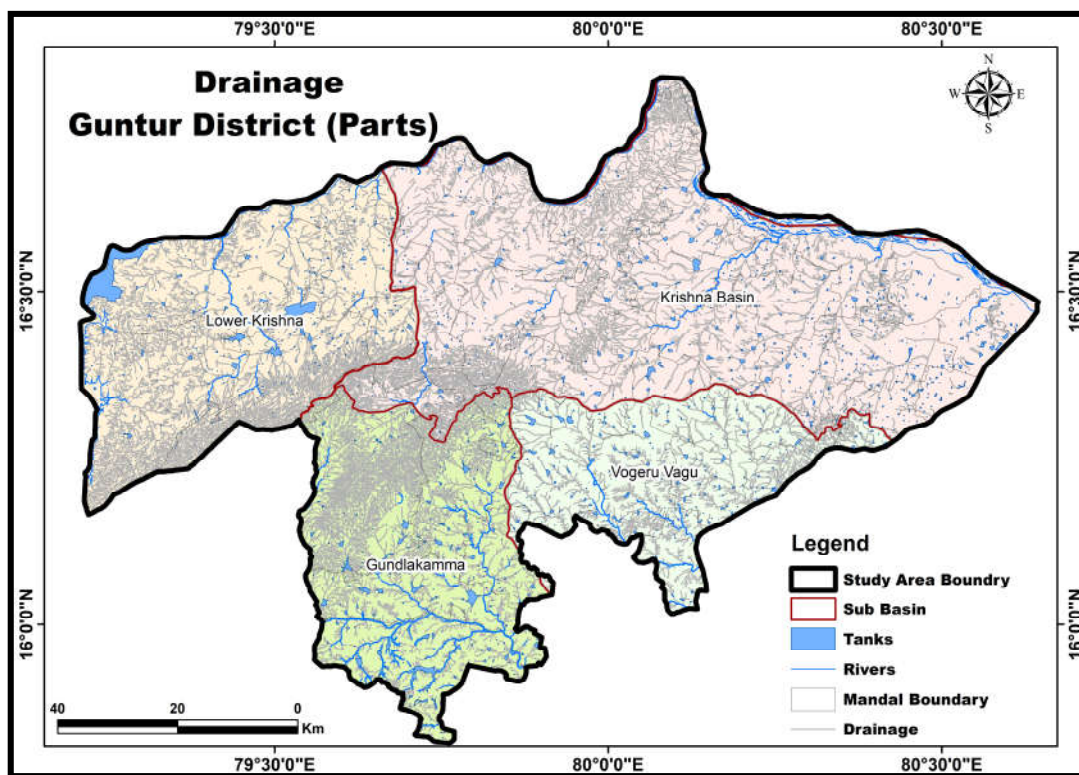 79°30'0"E 80°0'0"E 80°30'0"E
Drainage
Guntur District (Parts)
N
W E
S
16°30'0"N 16°30'0"N
Krishna Basin
Lower Krishna
Vogeru Vagu
Gundlakamma
16°0'0"N 16°0'0"N
Legend
Study Area Boundry
Sub Basin
Tanks
Rivers
Mandal Boundary
Drainage
40 20 0
Km
79°30'0"E 80°0'0"E 80°30'0"E